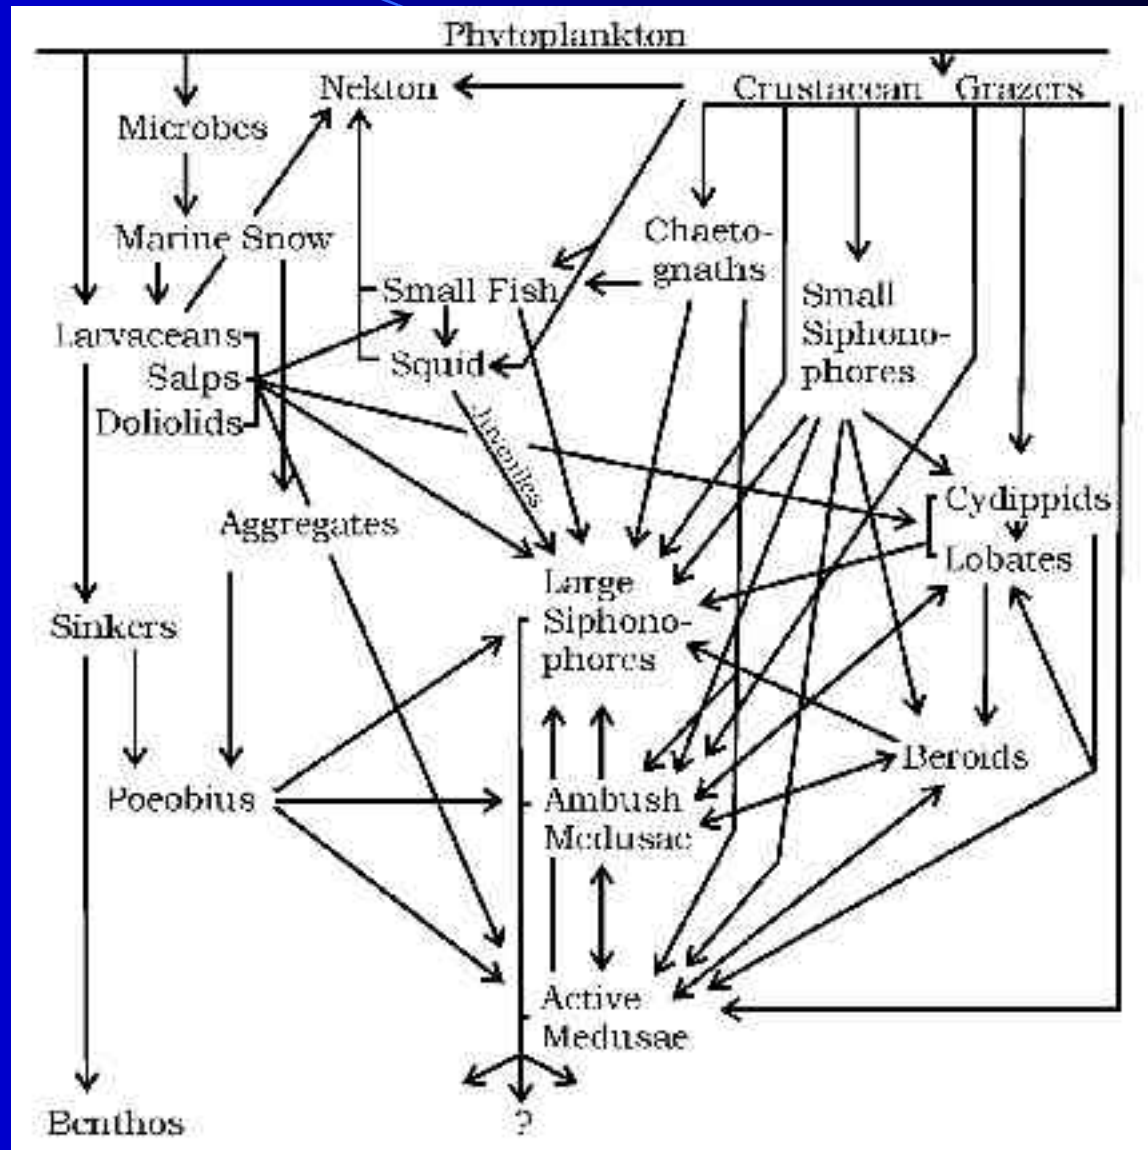 Phytoplankton
Nekton
Crustacean Grazers
Microbes
Marine Snow
Chaeto-
gnaths
Small Fish
Small
Siphono-
phores
Larvaceans
Salps
Doliolids
Squid
Juveniles
Aggregates
Cydippids
Lobates
Large
Siphono-
phores
Sinkers
Beroids
Poeobius
Ambush
Medusae
Active
Medusae
Benthos
?